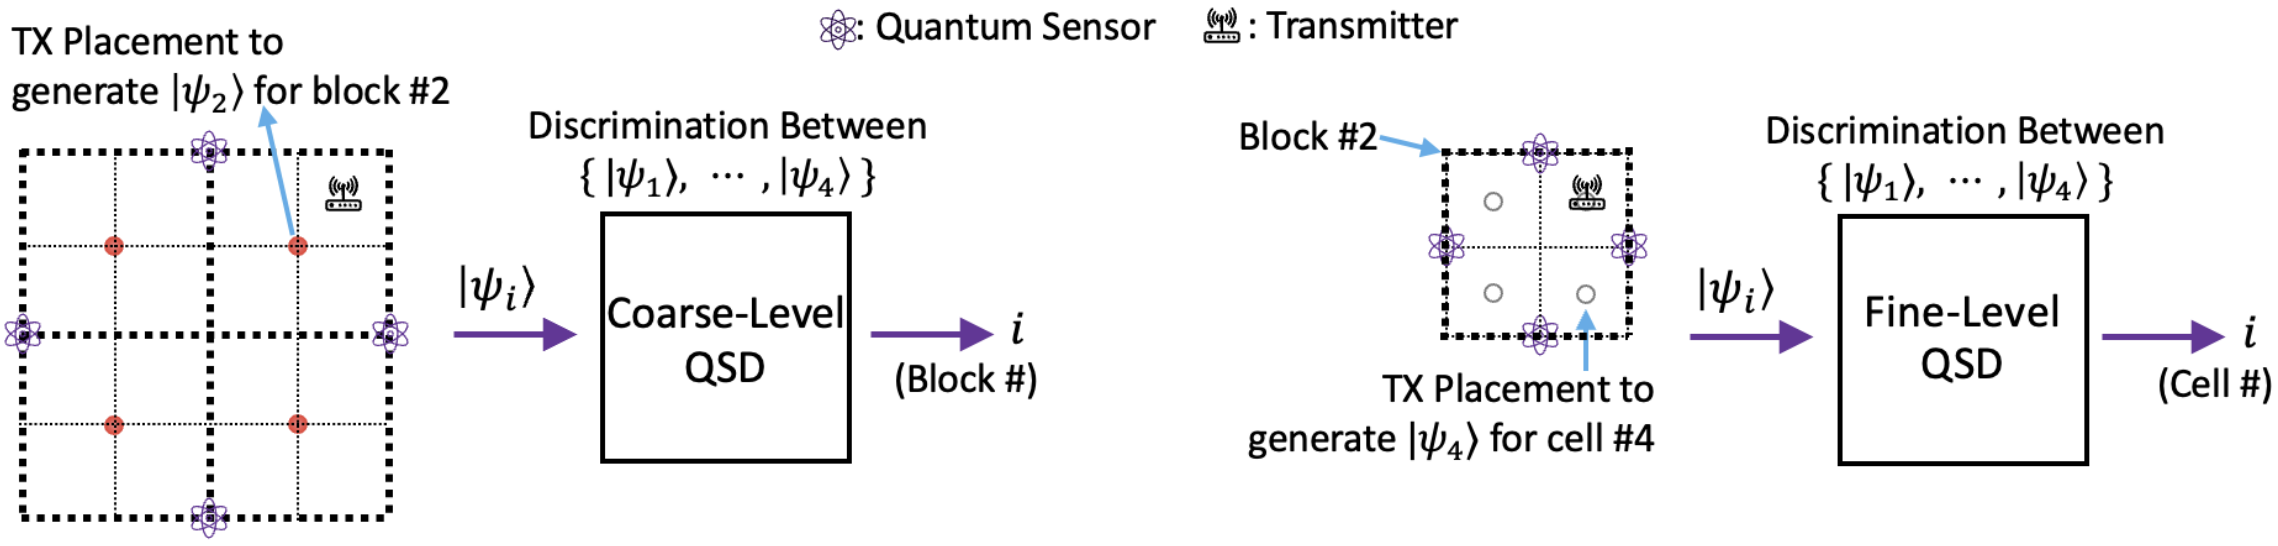 : Quantum Sensor
: Transmitter
TX Placement to
generate |ψ₂⟩ for block #2
Discrimination Between
{ |ψ₁⟩, ⋯ , |ψ₄⟩ }
|ψᵢ⟩
Coarse-Level
QSD
i
(Block #)
Block #2
TX Placement to
generate |ψ₄⟩ for cell #4
Discrimination Between
{ |ψ₁⟩, ⋯ , |ψ₄⟩ }
|ψᵢ⟩
Fine-Level
QSD
i
(Cell #)